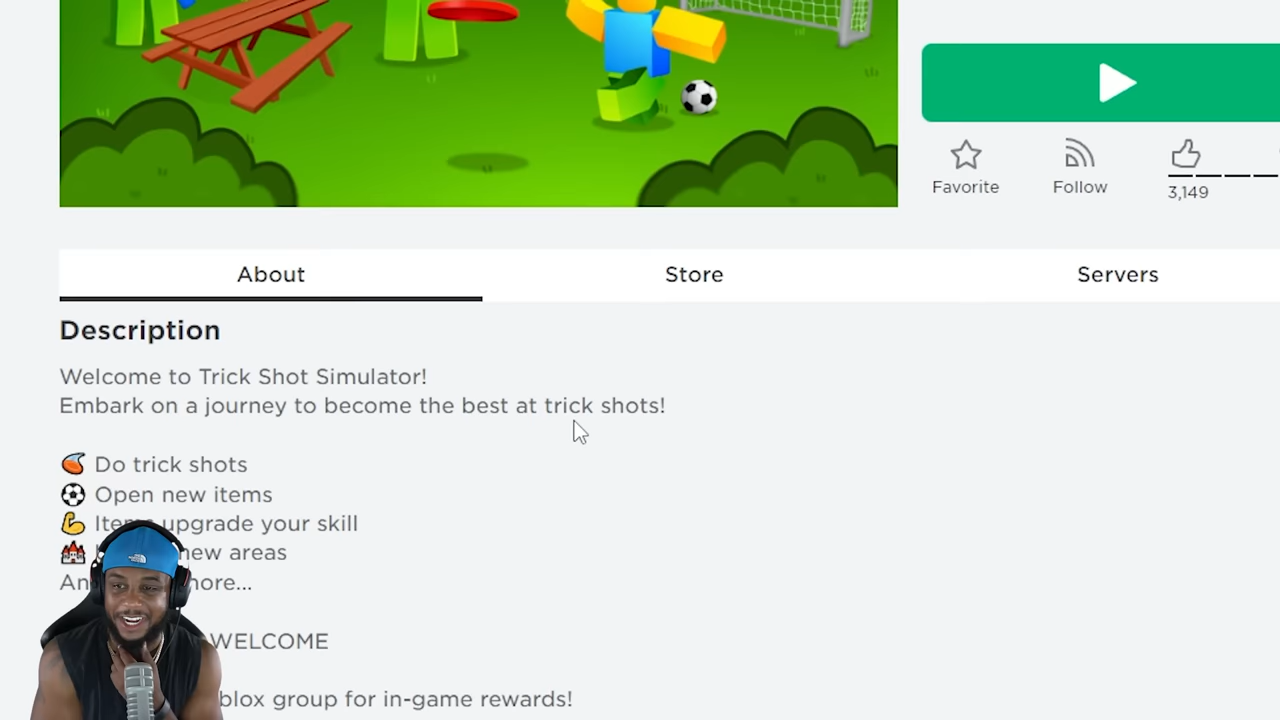 Favorite
Follow
3,149
About
Store
Servers
Description
Welcome to Trick Shot Simulator!
Embark on a journey to become the best at trick shots!
Do trick shots
Open new items
upgrade your skill
new areas
WELCOME
group for in-game rewards!